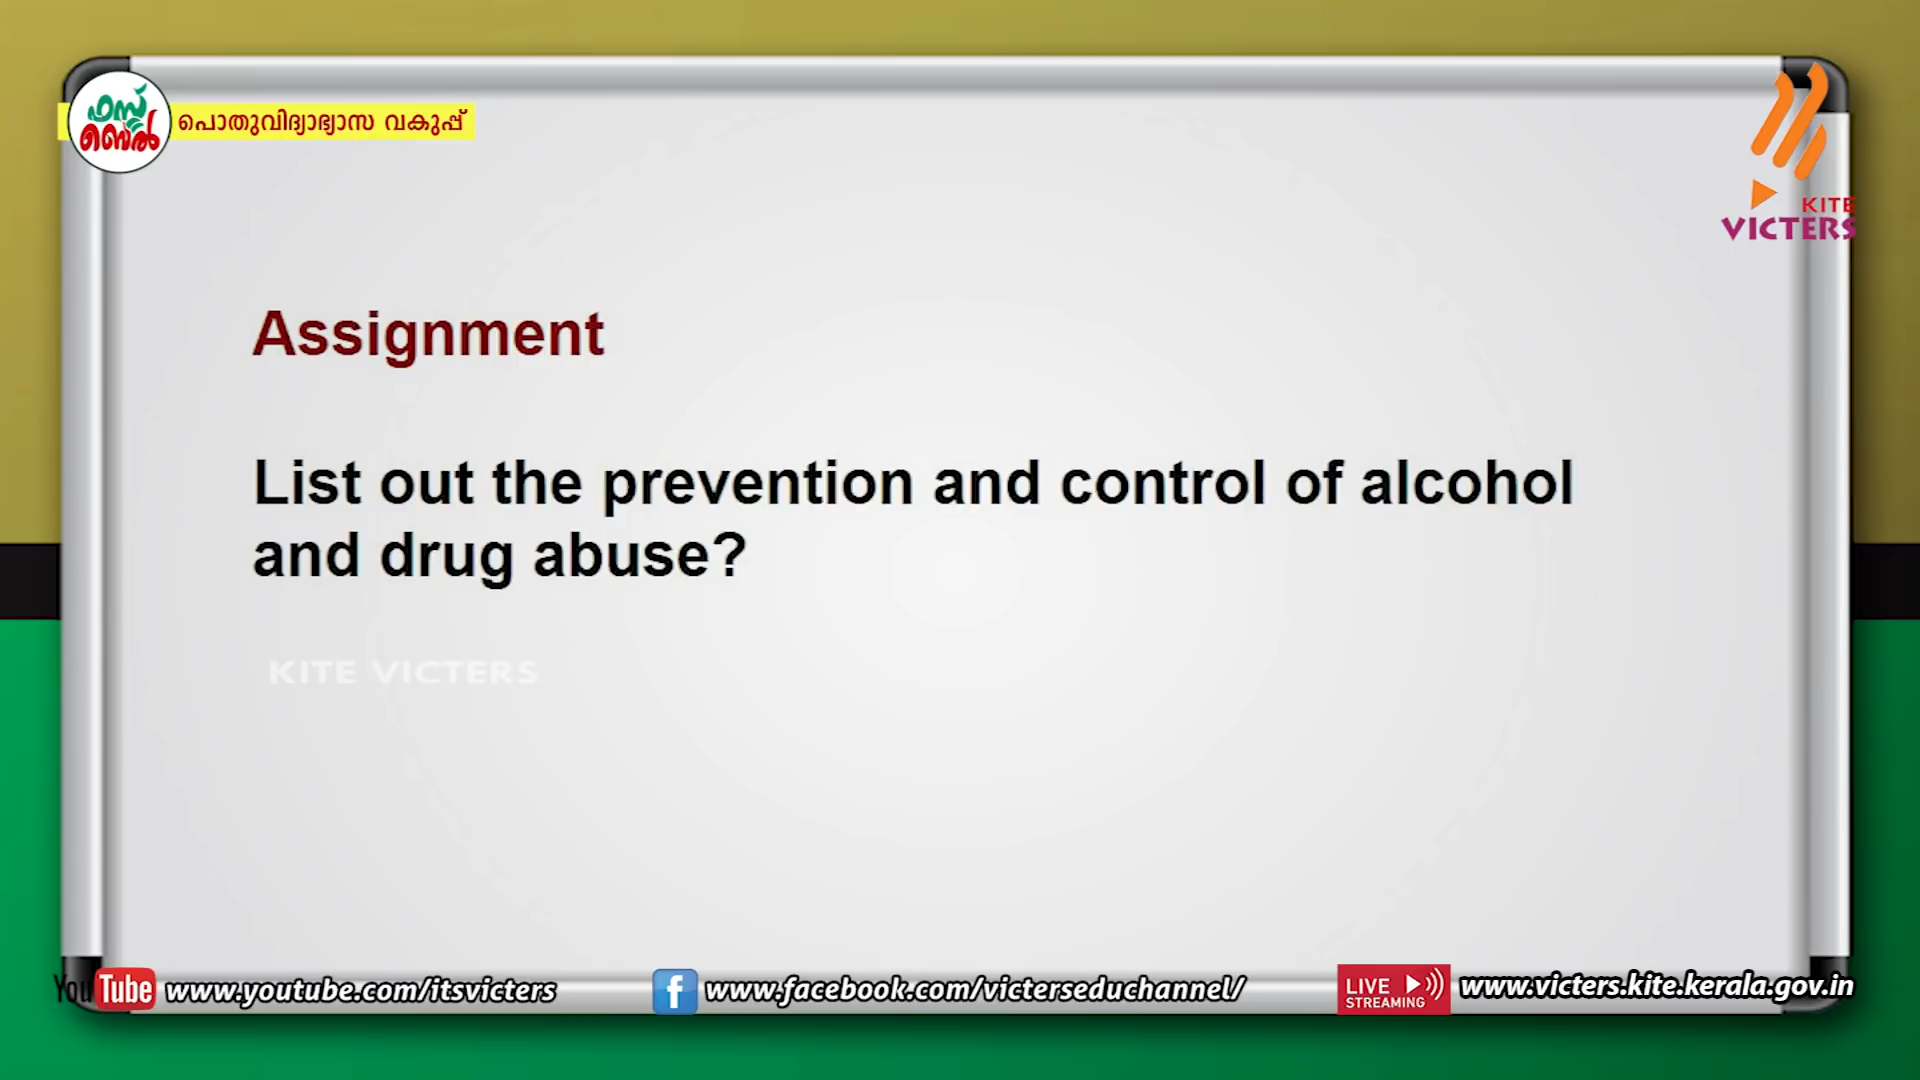 ഫസ്റ്റ്
ബെൽ
പൊതുവിദ്യാഭ്യാസ വകുപ്പ്
KITE
VICTERS
Assignment
List out the prevention and control of alcohol
and drug abuse?
KITE VICTERS
YouTube www.youtube.com/itsvicters
f www.facebook.com/victerseduchannel/
LIVE
STREAMING
www.victers.kite.kerala.gov.in